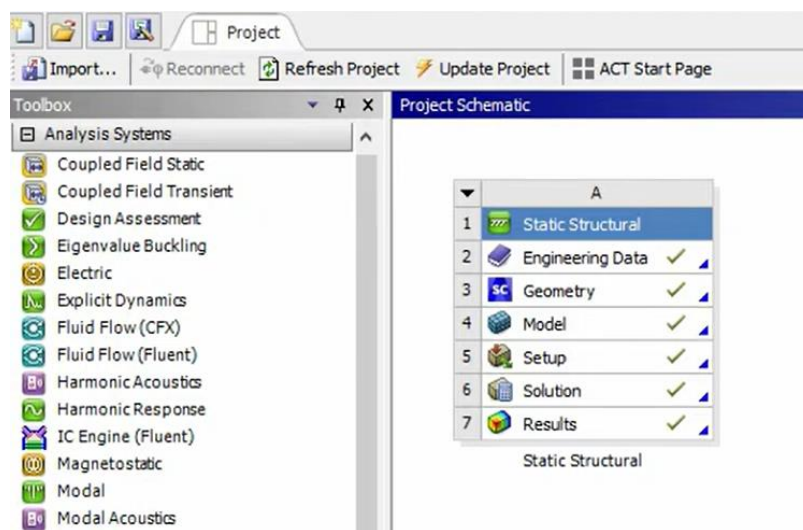 Project
Import... Reconnect Refresh Project Update Project ACT Start Page
Toolbox
Analysis Systems
Coupled Field Static
Coupled Field Transient
Design Assessment
Eigenvalue Buckling
Electric
Explicit Dynamics
Fluid Flow (CFX)
Fluid Flow (Fluent)
Harmonic Acoustics
Harmonic Response
IC Engine (Fluent)
Magnetostatic
Modal
Modal Acoustics
Project Schematic
A
1 Static Structural
2 Engineering Data
3 SC Geometry
4 Model
5 Setup
6 Solution
7 Results
Static Structural